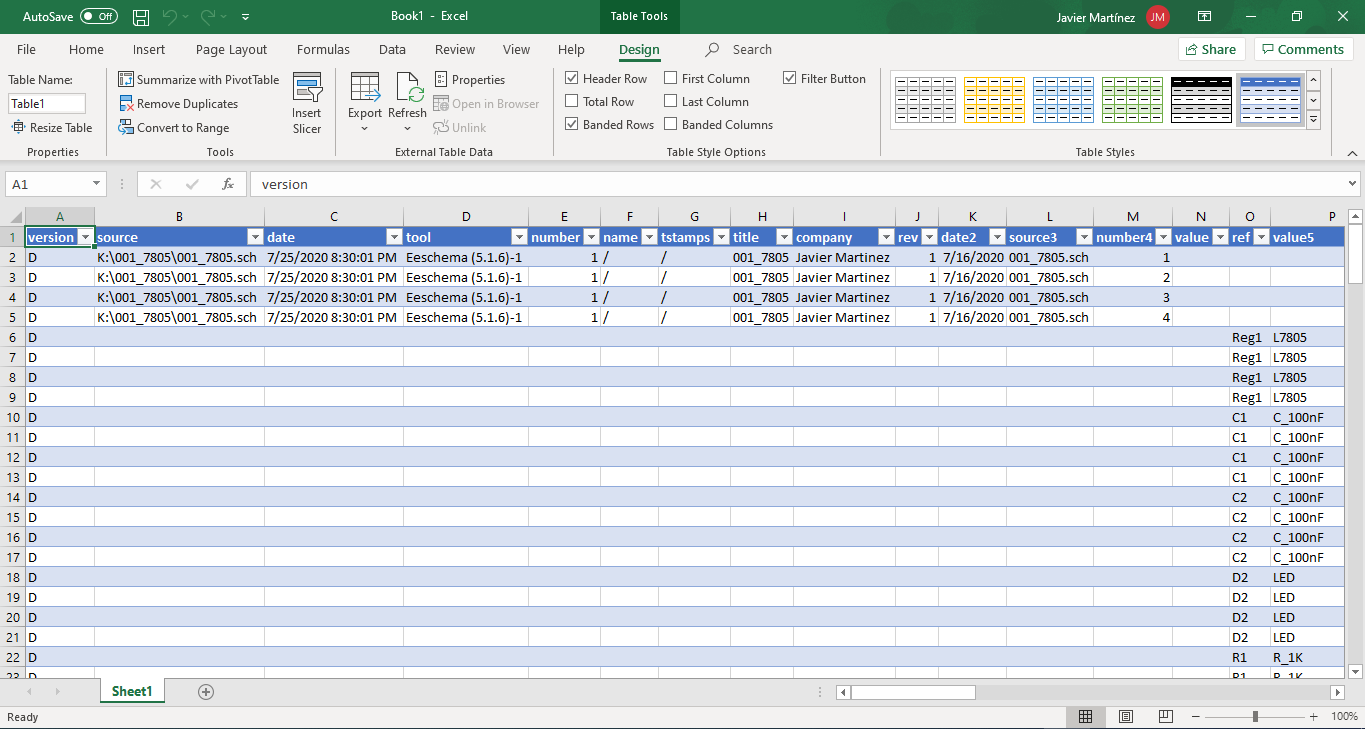 AutoSave Off Book1 - Excel Table Tools Javier Martínez JM
File Home Insert Page Layout Formulas Data Review View Help Design Search Share Comments
Table Name:
Table1
Resize Table
Properties
Summarize with PivotTable
Remove Duplicates
Convert to Range
Insert
Slicer
Tools
Export
Refresh
Properties
Open in Browser
Unlink
External Table Data
Header Row
Total Row
Banded Rows
First Column
Last Column
Banded Columns
Filter Button
Table Style Options
Table Styles
A1 fx version
A B C D E F G H I J K L M N O P
1 version source date tool number name tstamps title company rev date2 source3 number4 value ref value5
2 D K:\001_7805\001_7805.sch 7/25/2020 8:30:01 PM Eeschema (5.1.6)-1 1 / / 001_7805 Javier Martinez 1 7/16/2020 001_7805.sch 1
3 D K:\001_7805\001_7805.sch 7/25/2020 8:30:01 PM Eeschema (5.1.6)-1 1 / / 001_7805 Javier Martinez 1 7/16/2020 001_7805.sch 2
4 D K:\001_7805\001_7805.sch 7/25/2020 8:30:01 PM Eeschema (5.1.6)-1 1 / / 001_7805 Javier Martinez 1 7/16/2020 001_7805.sch 3
5 D K:\001_7805\001_7805.sch 7/25/2020 8:30:01 PM Eeschema (5.1.6)-1 1 / / 001_7805 Javier Martinez 1 7/16/2020 001_7805.sch 4
6 D Reg1 L7805
7 D Reg1 L7805
8 D Reg1 L7805
9 D Reg1 L7805
10 D C1 C_100nF
11 D C1 C_100nF
12 D C1 C_100nF
13 D C1 C_100nF
14 D C2 C_100nF
15 D C2 C_100nF
16 D C2 C_100nF
17 D C2 C_100nF
18 D D2 LED
19 D D2 LED
20 D D2 LED
21 D D2 LED
22 D R1 R_1K
23 D R1 R_1K
Sheet1
Ready 100%